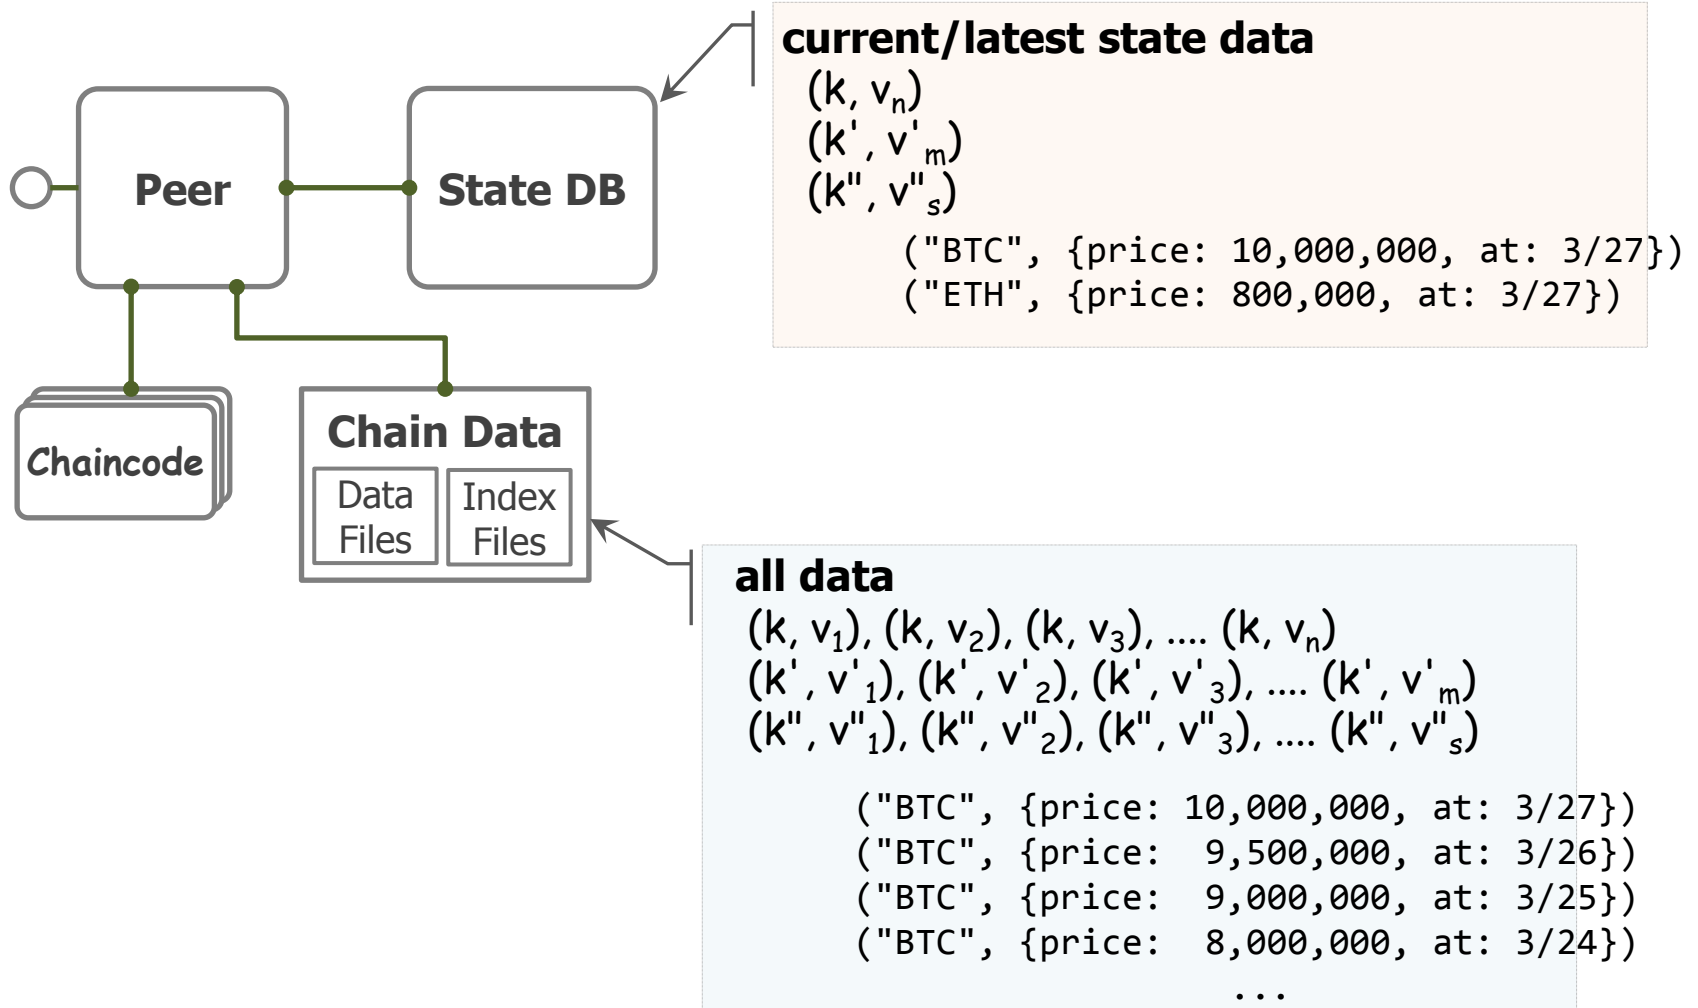 current/latest state data
(k, vₙ)
(k', v'ₘ)
(k", v"ₛ)
("BTC", {price: 10,000,000, at: 3/27})
("ETH", {price: 800,000, at: 3/27})
Peer
State DB
Chaincode
Chain Data
Data
Files
Index
Files
all data
(k, v₁), (k, v₂), (k, v₃), .... (k, vₙ)
(k', v'₁), (k', v'₂), (k', v'₃), .... (k', v'ₘ)
(k", v"₁), (k", v"₂), (k", v"₃), .... (k", v"ₛ)
("BTC", {price: 10,000,000, at: 3/27})
("BTC", {price:  9,500,000, at: 3/26})
("BTC", {price:  9,000,000, at: 3/25})
("BTC", {price:  8,000,000, at: 3/24})
...